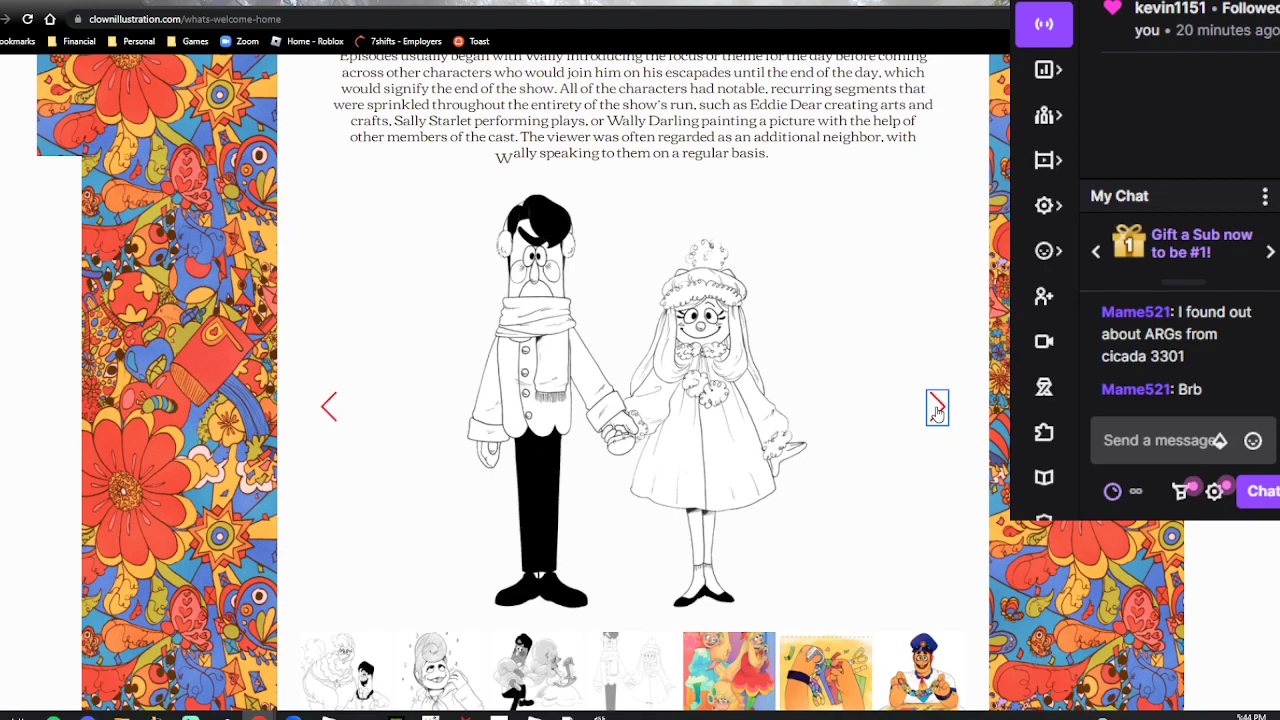 clownillustration.com/whats-welcome-home
ookmarks Financial Personal Games Zoom Home - Roblox 7shifts - Employers Toast
Episodes usually began with Wally introducing the focus or theme for the day before coming
across other characters who would join him on his escapades until the end of the day, which
would signify the end of the show. All of the characters had notable, recurring segments that
were sprinkled throughout the entirety of the show's run, such as Eddie Dear creating arts and
crafts, Sally Starlet performing plays, or Wally Darling painting a picture with the help of
other members of the cast. The viewer was often regarded as an additional neighbor, with
Wally speaking to them on a regular basis.
kevin1151 • Followed
you • 20 minutes ago
My Chat
1
Gift a Sub now
to be #1!
Mame521: I found out
about ARGs from
cicada 3301
Mame521: Brb
Send a message
Chat
5:44 PM